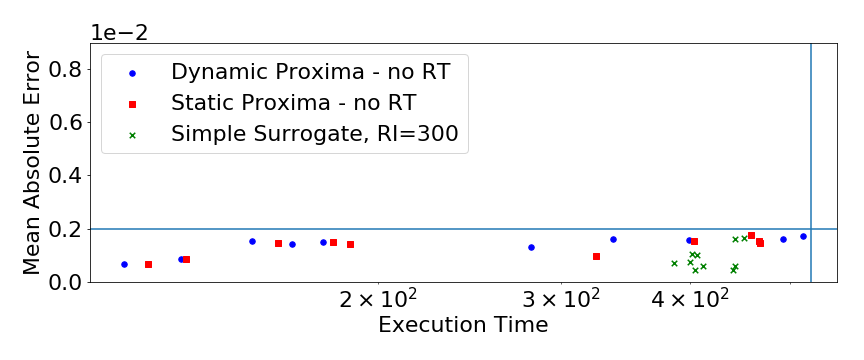 1e−2
0.8
0.6
0.4
0.2
0.0
Mean Absolute Error
Dynamic Proxima - no RT
Static Proxima - no RT
Simple Surrogate, RI=300
2 × 10²
3 × 10²
4 × 10²
Execution Time